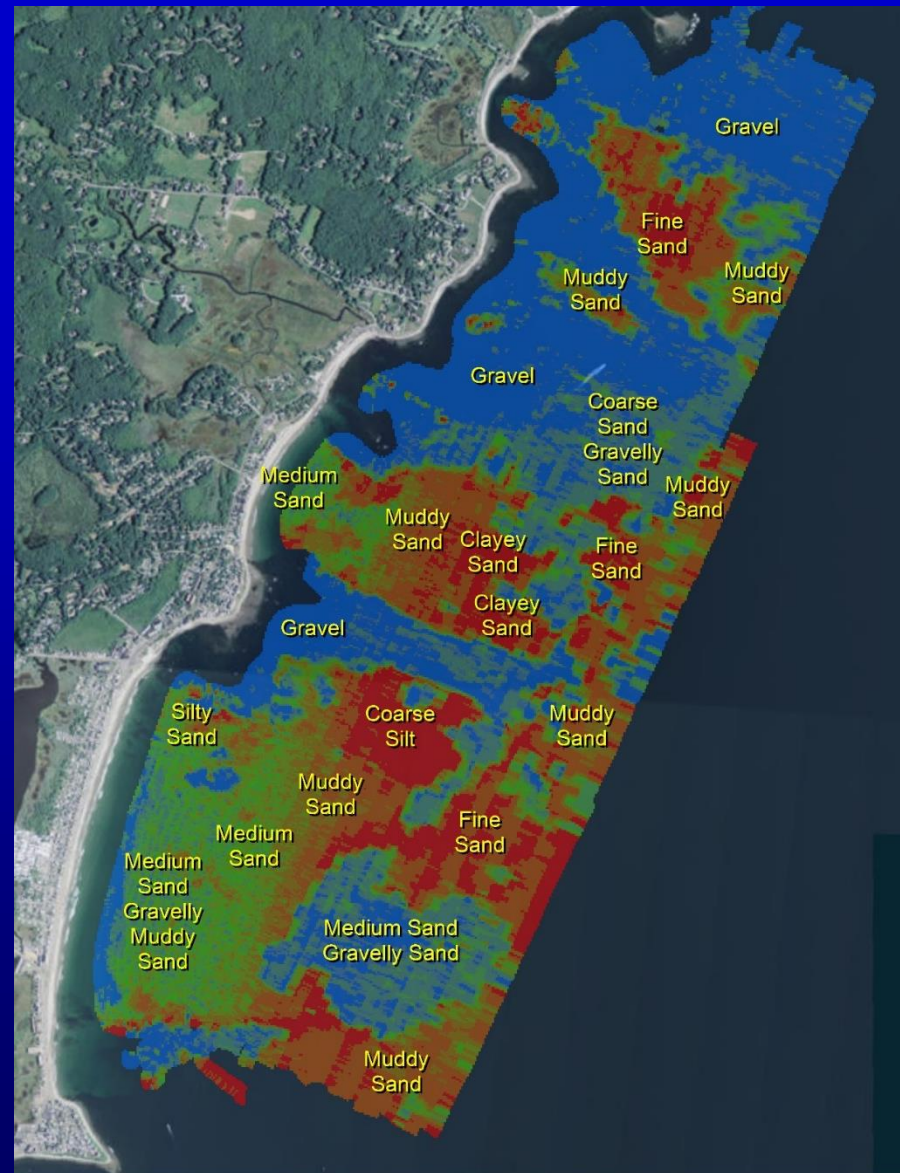 Gravel
Fine
Sand
Muddy
Sand
Muddy
Sand
Gravel
Coarse
Sand
Gravelly
Sand
Medium
Sand
Muddy
Sand
Muddy
Sand
Clayey
Sand
Fine
Sand
Clayey
Sand
Gravel
Silty
Sand
Coarse
Silt
Muddy
Sand
Muddy
Sand
Fine
Sand
Medium
Sand
Medium
Sand
Gravelly
Muddy
Sand
Medium Sand
Gravelly Sand
Muddy
Sand